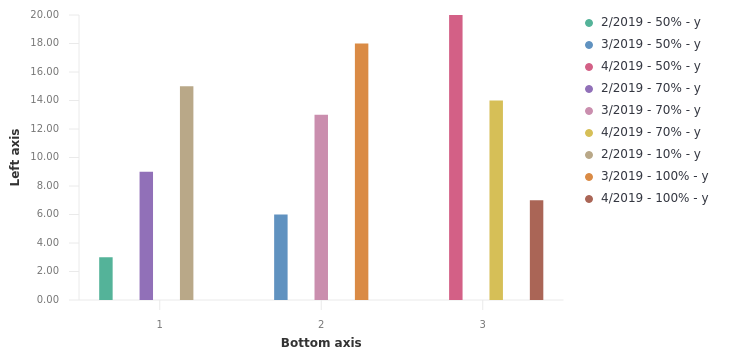 20.00
18.00
16.00
14.00
12.00
10.00
8.00
6.00
4.00
2.00
0.00
Left axis
1
2
3
Bottom axis
2/2019 - 50% - y
3/2019 - 50% - y
4/2019 - 50% - y
2/2019 - 70% - y
3/2019 - 70% - y
4/2019 - 70% - y
2/2019 - 10% - y
3/2019 - 100% - y
4/2019 - 100% - y